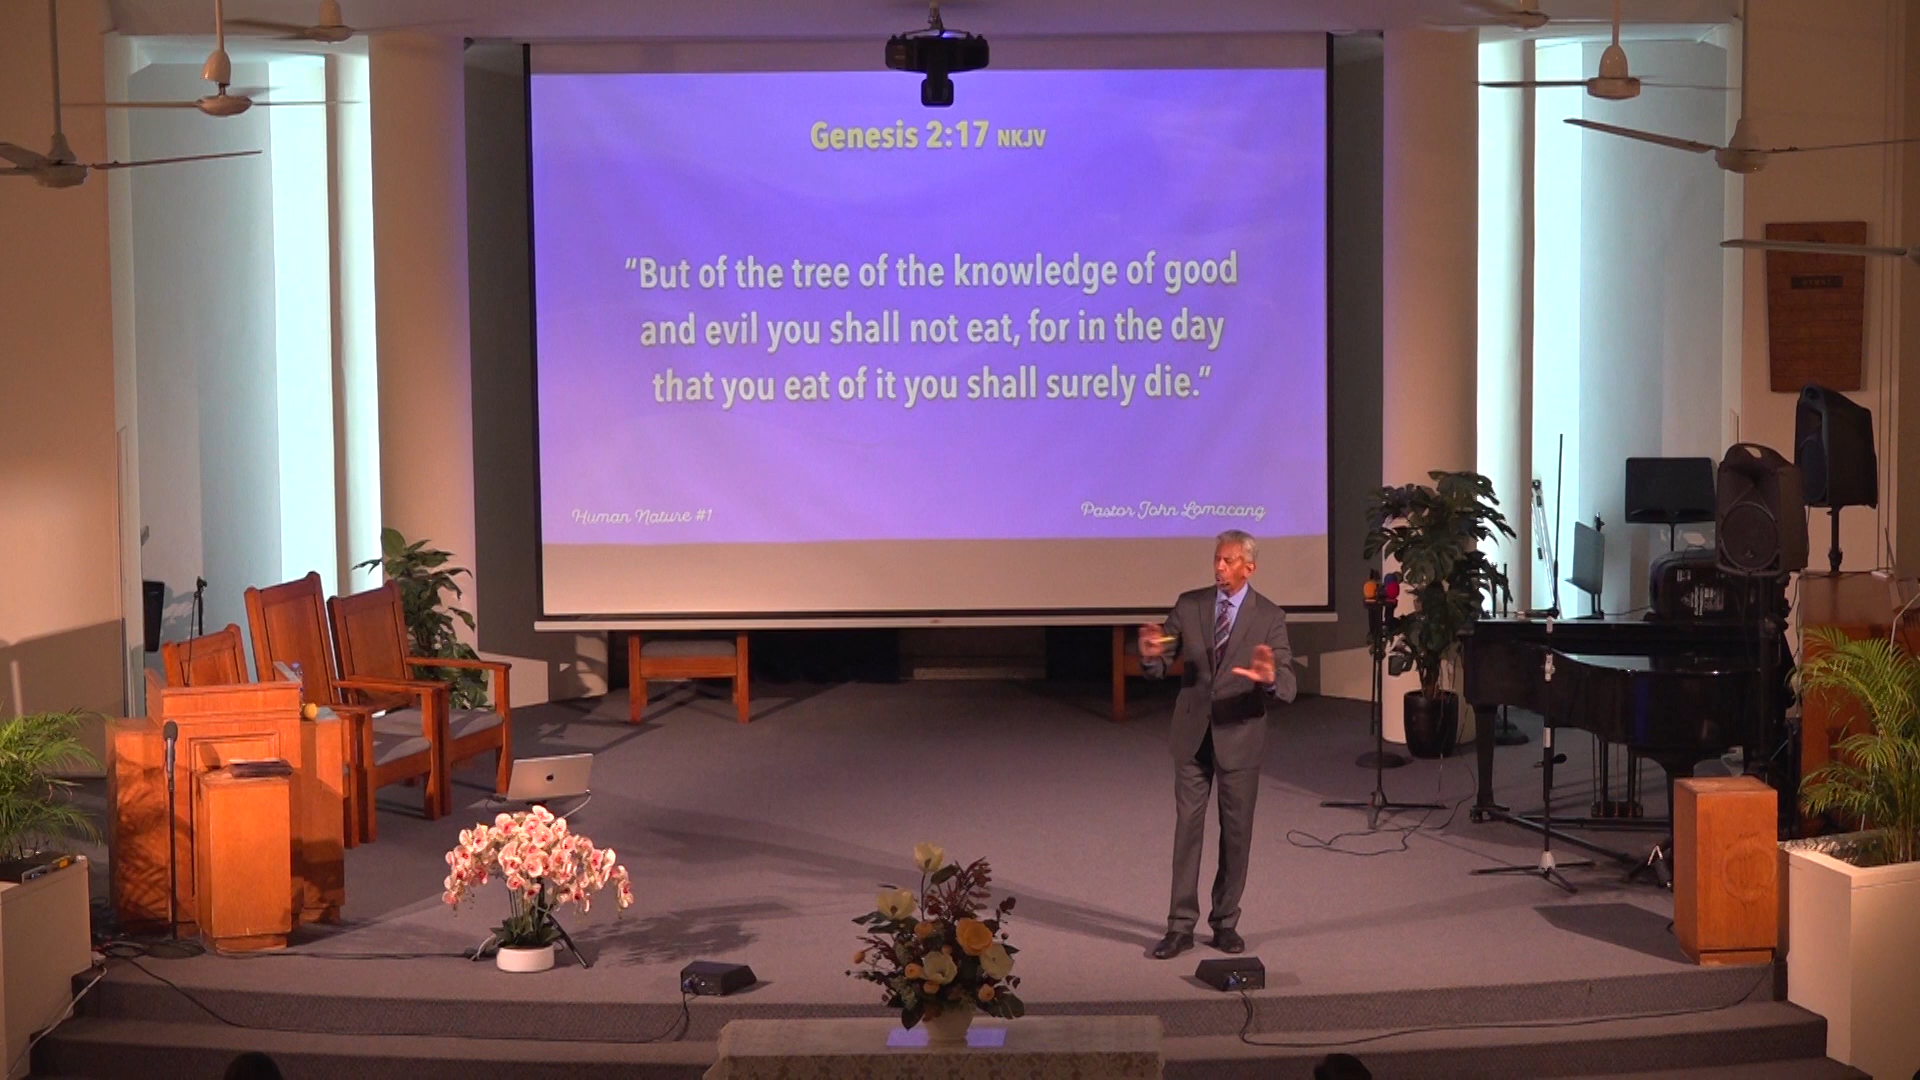 Genesis 2:17 NKJV
“But of the tree of the knowledge of good
and evil you shall not eat, for in the day
that you eat of it you shall surely die.”
Human Nature #1
Pastor John Lomacang